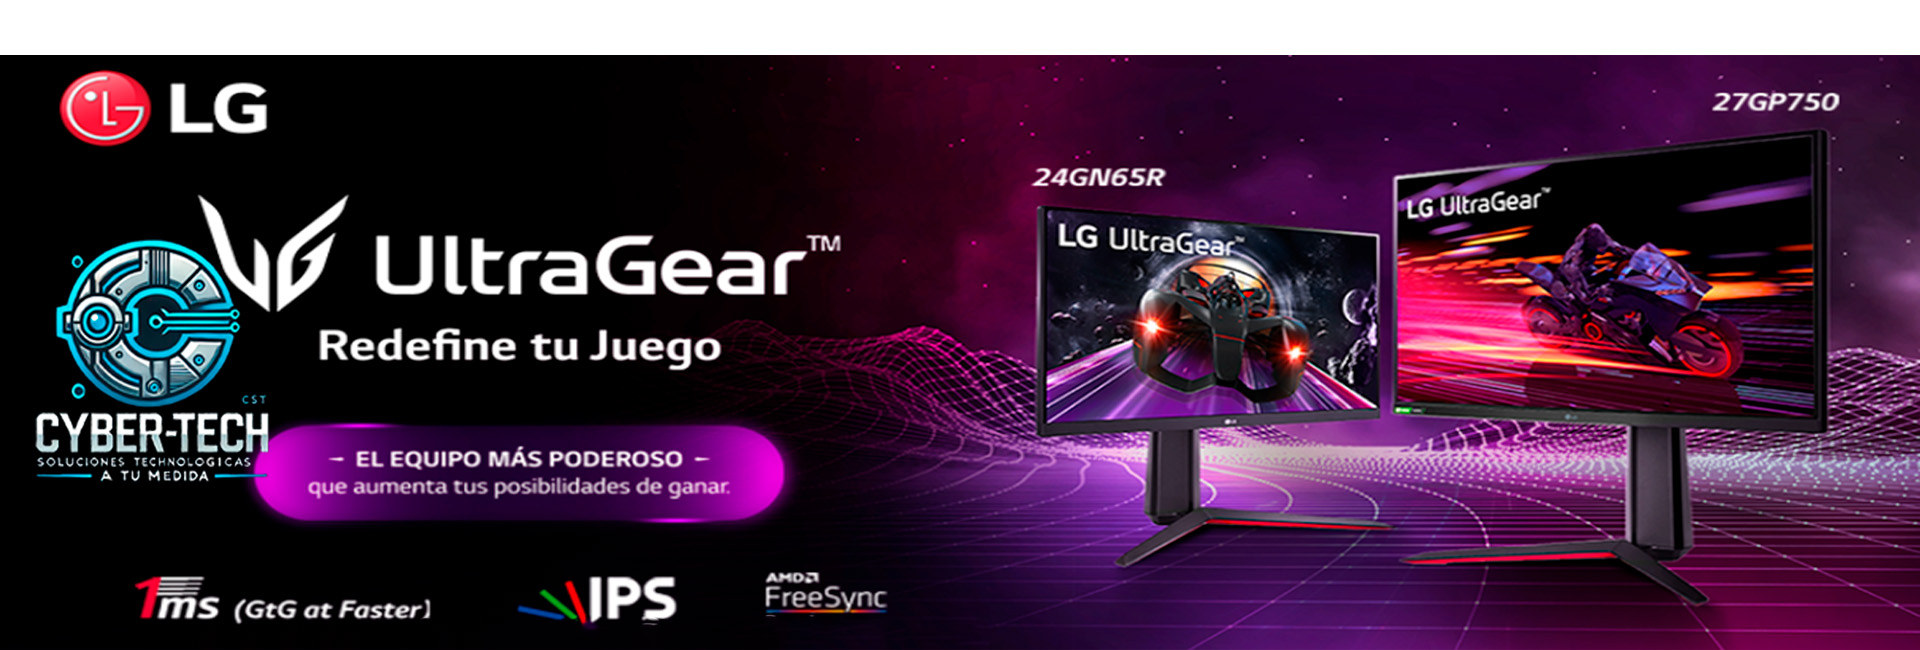 LG
27GP750
24GN65R
LG UltraGear™
LG UltraGear™
UltraGear™
Redefine tu Juego
CST
CYBER-TECH
SOLUCIONES TECHNOLOGICAS
A TU MEDIDA
- EL EQUIPO MÁS PODEROSO -
que aumenta tus posibilidades de ganar.
1ms (GtG at Faster)
IPS
AMD
FreeSync